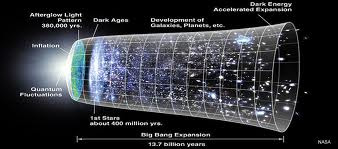 Afterglow Light
Pattern
380,000 yrs.
Dark Ages
Development of
Galaxies, Planets, etc.
Dark Energy
Accelerated Expansion
Inflation
Quantum
Fluctuations
1st Stars
about 400 million yrs.
Big Bang Expansion
13.7 billion years
NASA